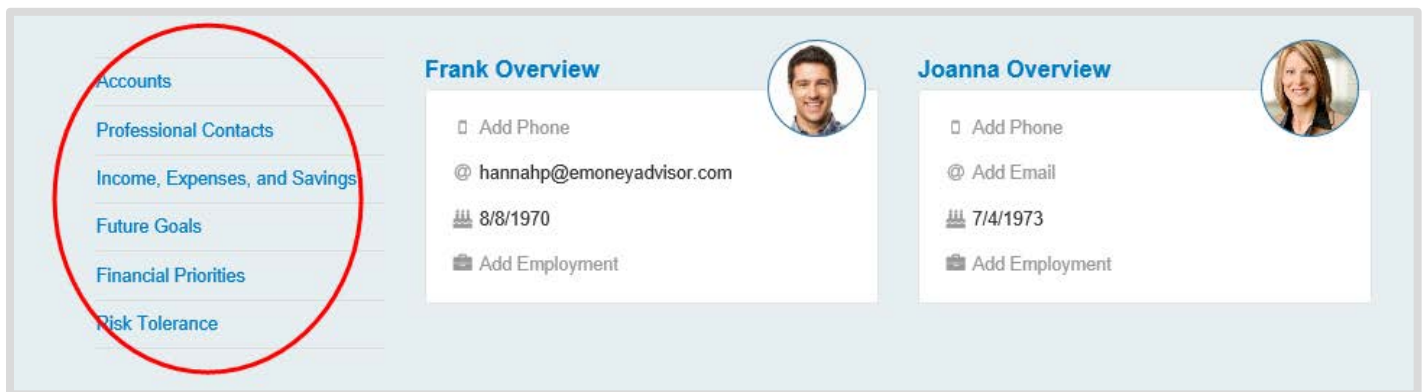 Accounts
Professional Contacts
Income, Expenses, and Savings
Future Goals
Financial Priorities
Risk Tolerance
Frank Overview
Add Phone
@ hannahp@emoneyadvisor.com
8/8/1970
Add Employment
Joanna Overview
Add Phone
@ Add Email
7/4/1973
Add Employment